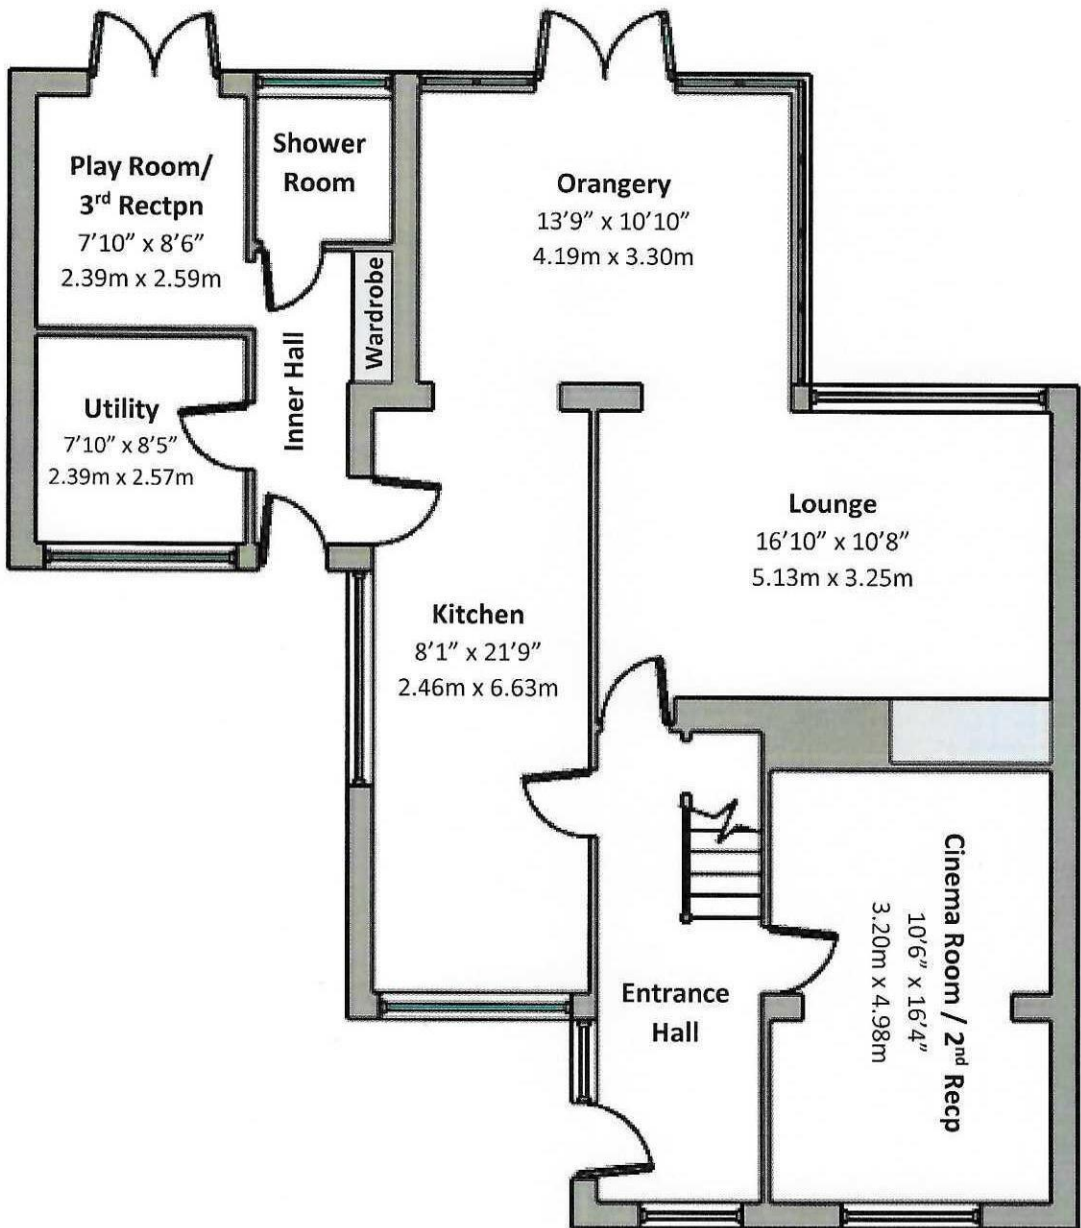 Play Room/
3rd Rectpn
7’10” x 8’6”
2.39m x 2.59m
Shower
Room
Orangery
13’9” x 10’10”
4.19m x 3.30m
Wardrobe
Inner Hall
Utility
7’10” x 8’5”
2.39m x 2.57m
Lounge
16’10” x 10’8”
5.13m x 3.25m
Kitchen
8’1” x 21’9”
2.46m x 6.63m
Entrance
Hall
Cinema Room / 2nd Recp
10’6” x 16’4”
3.20m x 4.98m